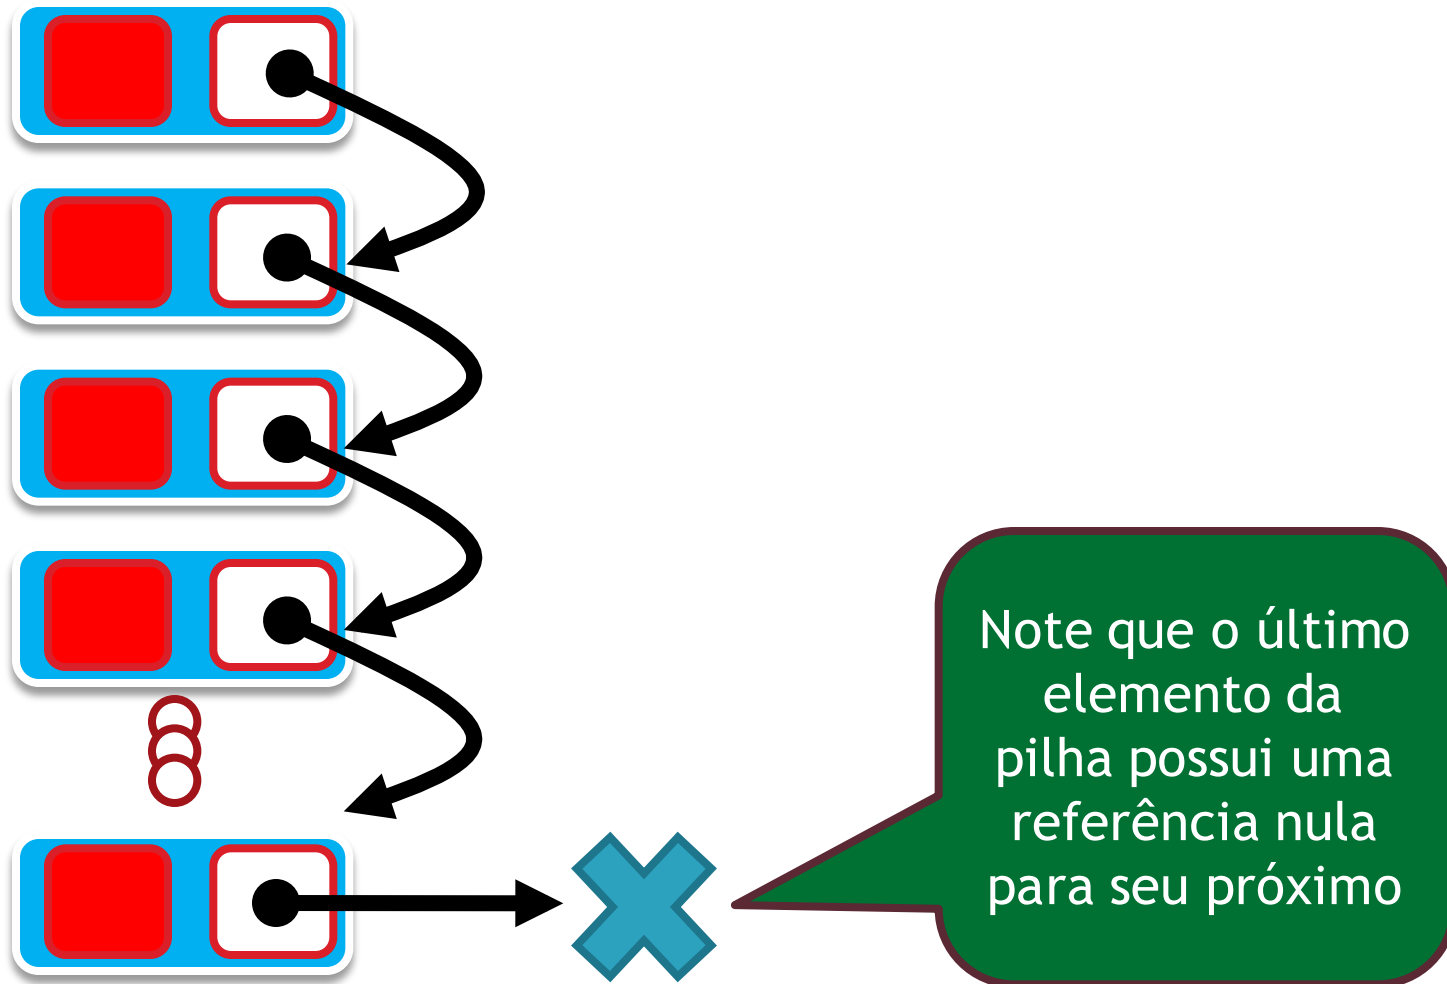 Note que o último
elemento da
pilha possui uma
referência nula
para seu próximo